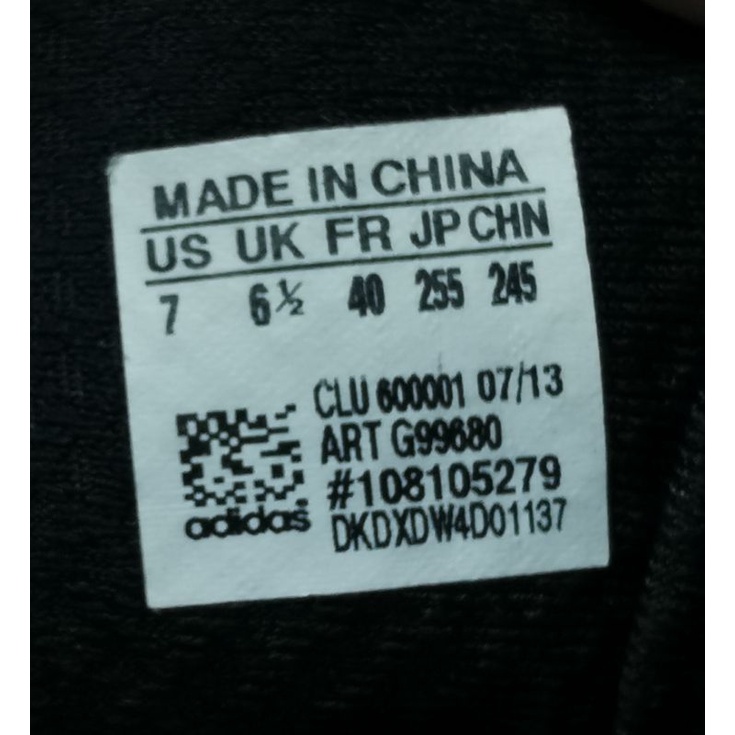 MADE IN CHINA
US UK FR JP CHN
7 6½ 40 255 245
CLU 600001 07/13
ART G99680
#108105279
DKDXDW4D01137
adidas